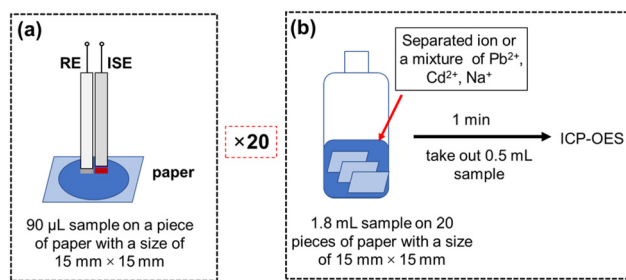 (a)
RE ISE
paper
90 µL sample on a piece
of paper with a size of
15 mm × 15 mm
×20
(b)
Separated ion or
a mixture of Pb²⁺,
Cd²⁺, Na⁺
1 min
take out 0.5 mL
sample
ICP-OES
1.8 mL sample on 20
pieces of paper with a size
of 15 mm × 15 mm